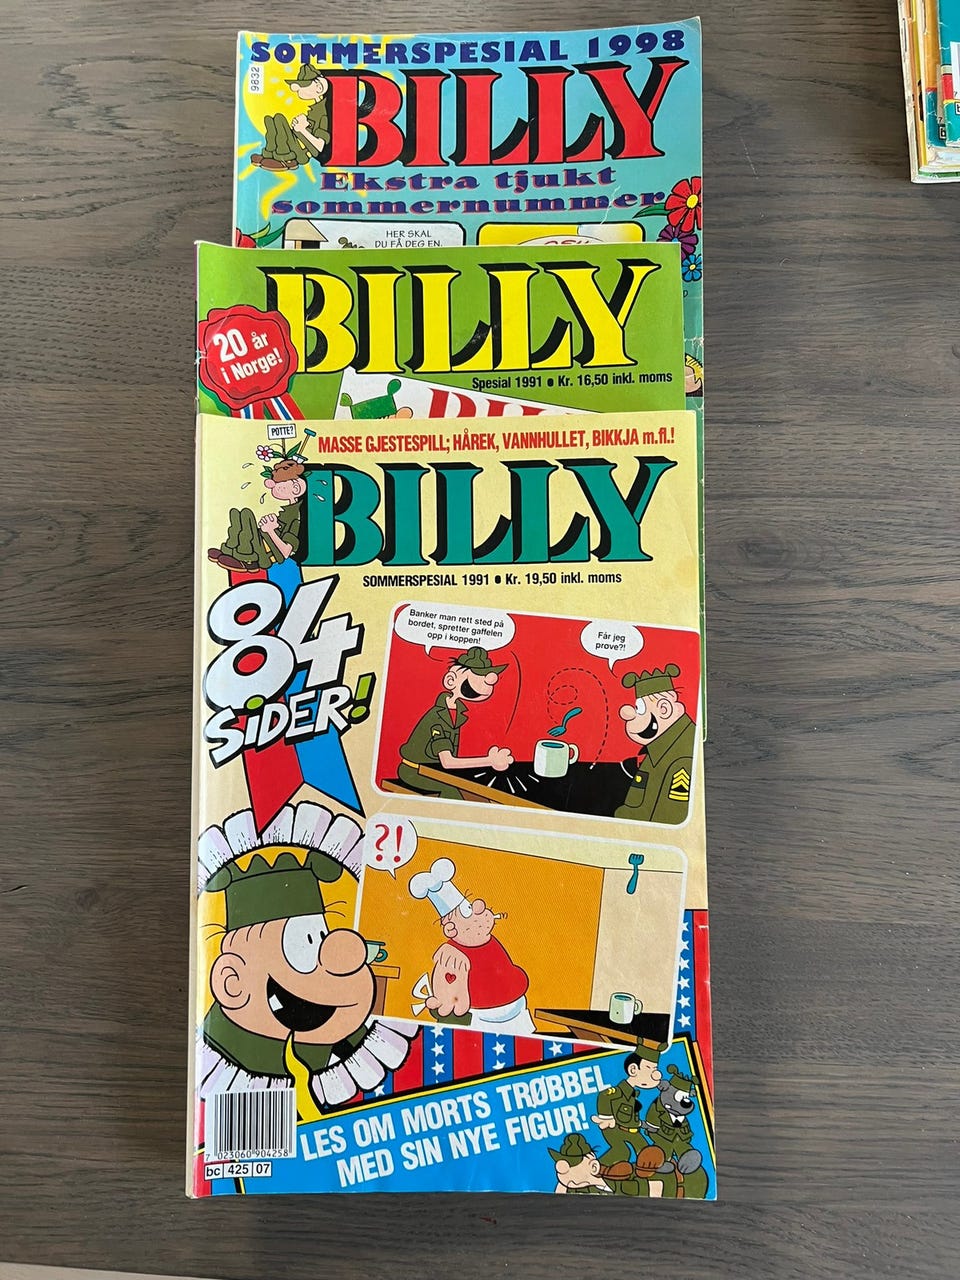 SOMMERSPESIAL 1998
9832
BILLY
Ekstra tjukt
sommernummer
HER SKAL
DU FÅ DEG EN.
BILLY
20 år
i Norge!
Spesial 1991 ● Kr. 16,50 inkl. moms
POTTE?
MASSE GJESTESPILL; HÅREK, VANNHULLET, BIKKJA m.fl.!
BILLY
SOMMERSPESIAL 1991 ● Kr. 19,50 inkl. moms
84
SiDER!
Banker man rett sted på
bordet, spretter gaffelen
opp i koppen!
Får jeg
prøve?!
?!
LES OM MORTS TRØBBEL
MED SIN NYE FIGUR!
7 023060 904258
bc 425 07